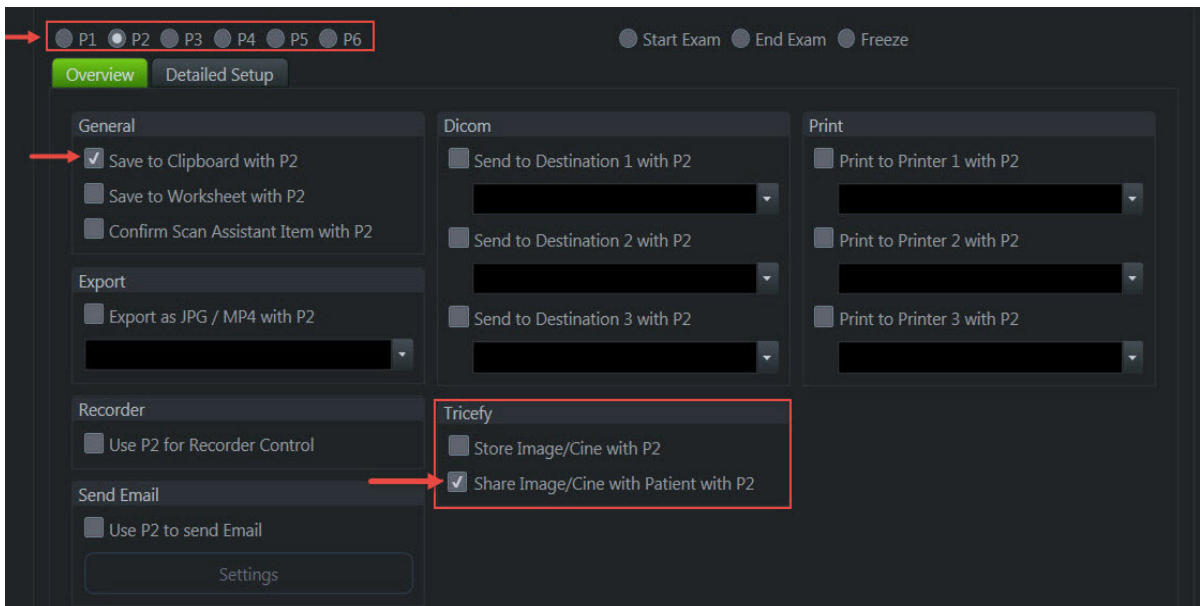 P1 P2 P3 P4 P5 P6
Start Exam End Exam Freeze
Overview Detailed Setup
General
Save to Clipboard with P2
Save to Worksheet with P2
Confirm Scan Assistant Item with P2
Export
Export as JPG / MP4 with P2
Recorder
Use P2 for Recorder Control
Send Email
Use P2 to send Email
Settings
Dicom
Send to Destination 1 with P2
Send to Destination 2 with P2
Send to Destination 3 with P2
Tricefy
Store Image/Cine with P2
Share Image/Cine with Patient with P2
Print
Print to Printer 1 with P2
Print to Printer 2 with P2
Print to Printer 3 with P2